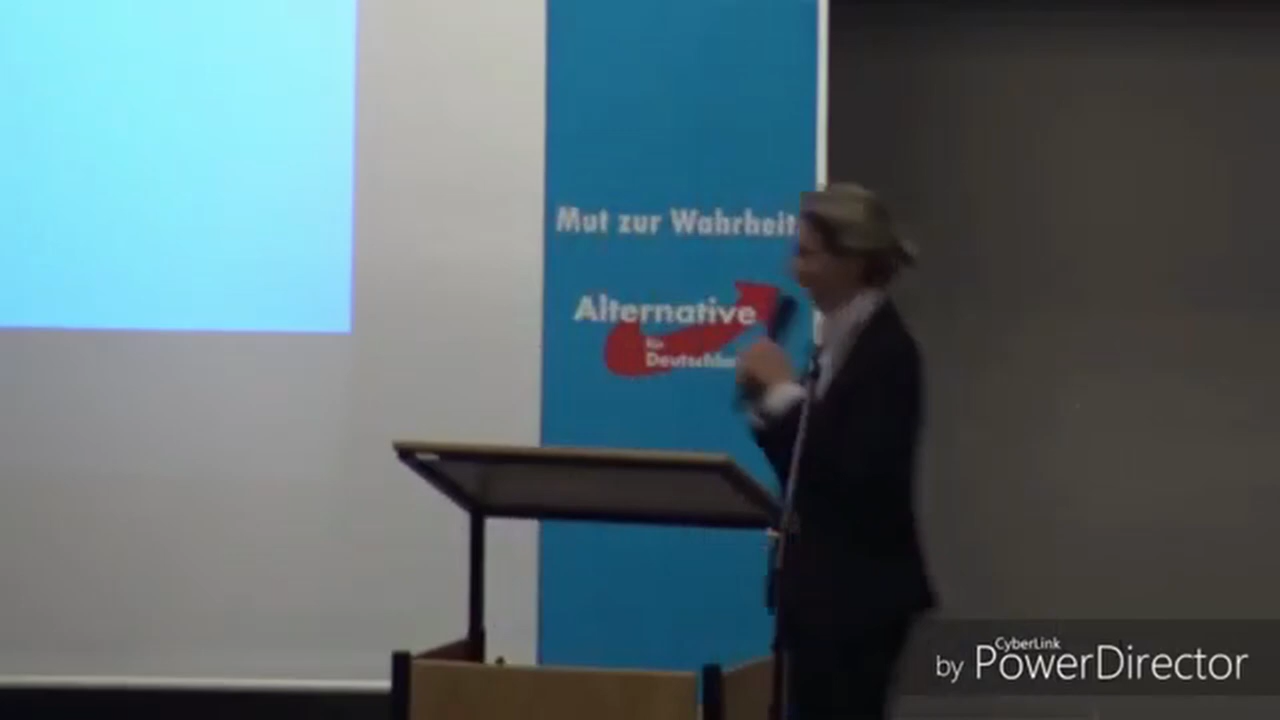 Mut zur Wahrheit
Alternative
für
CyberLink
by PowerDirector